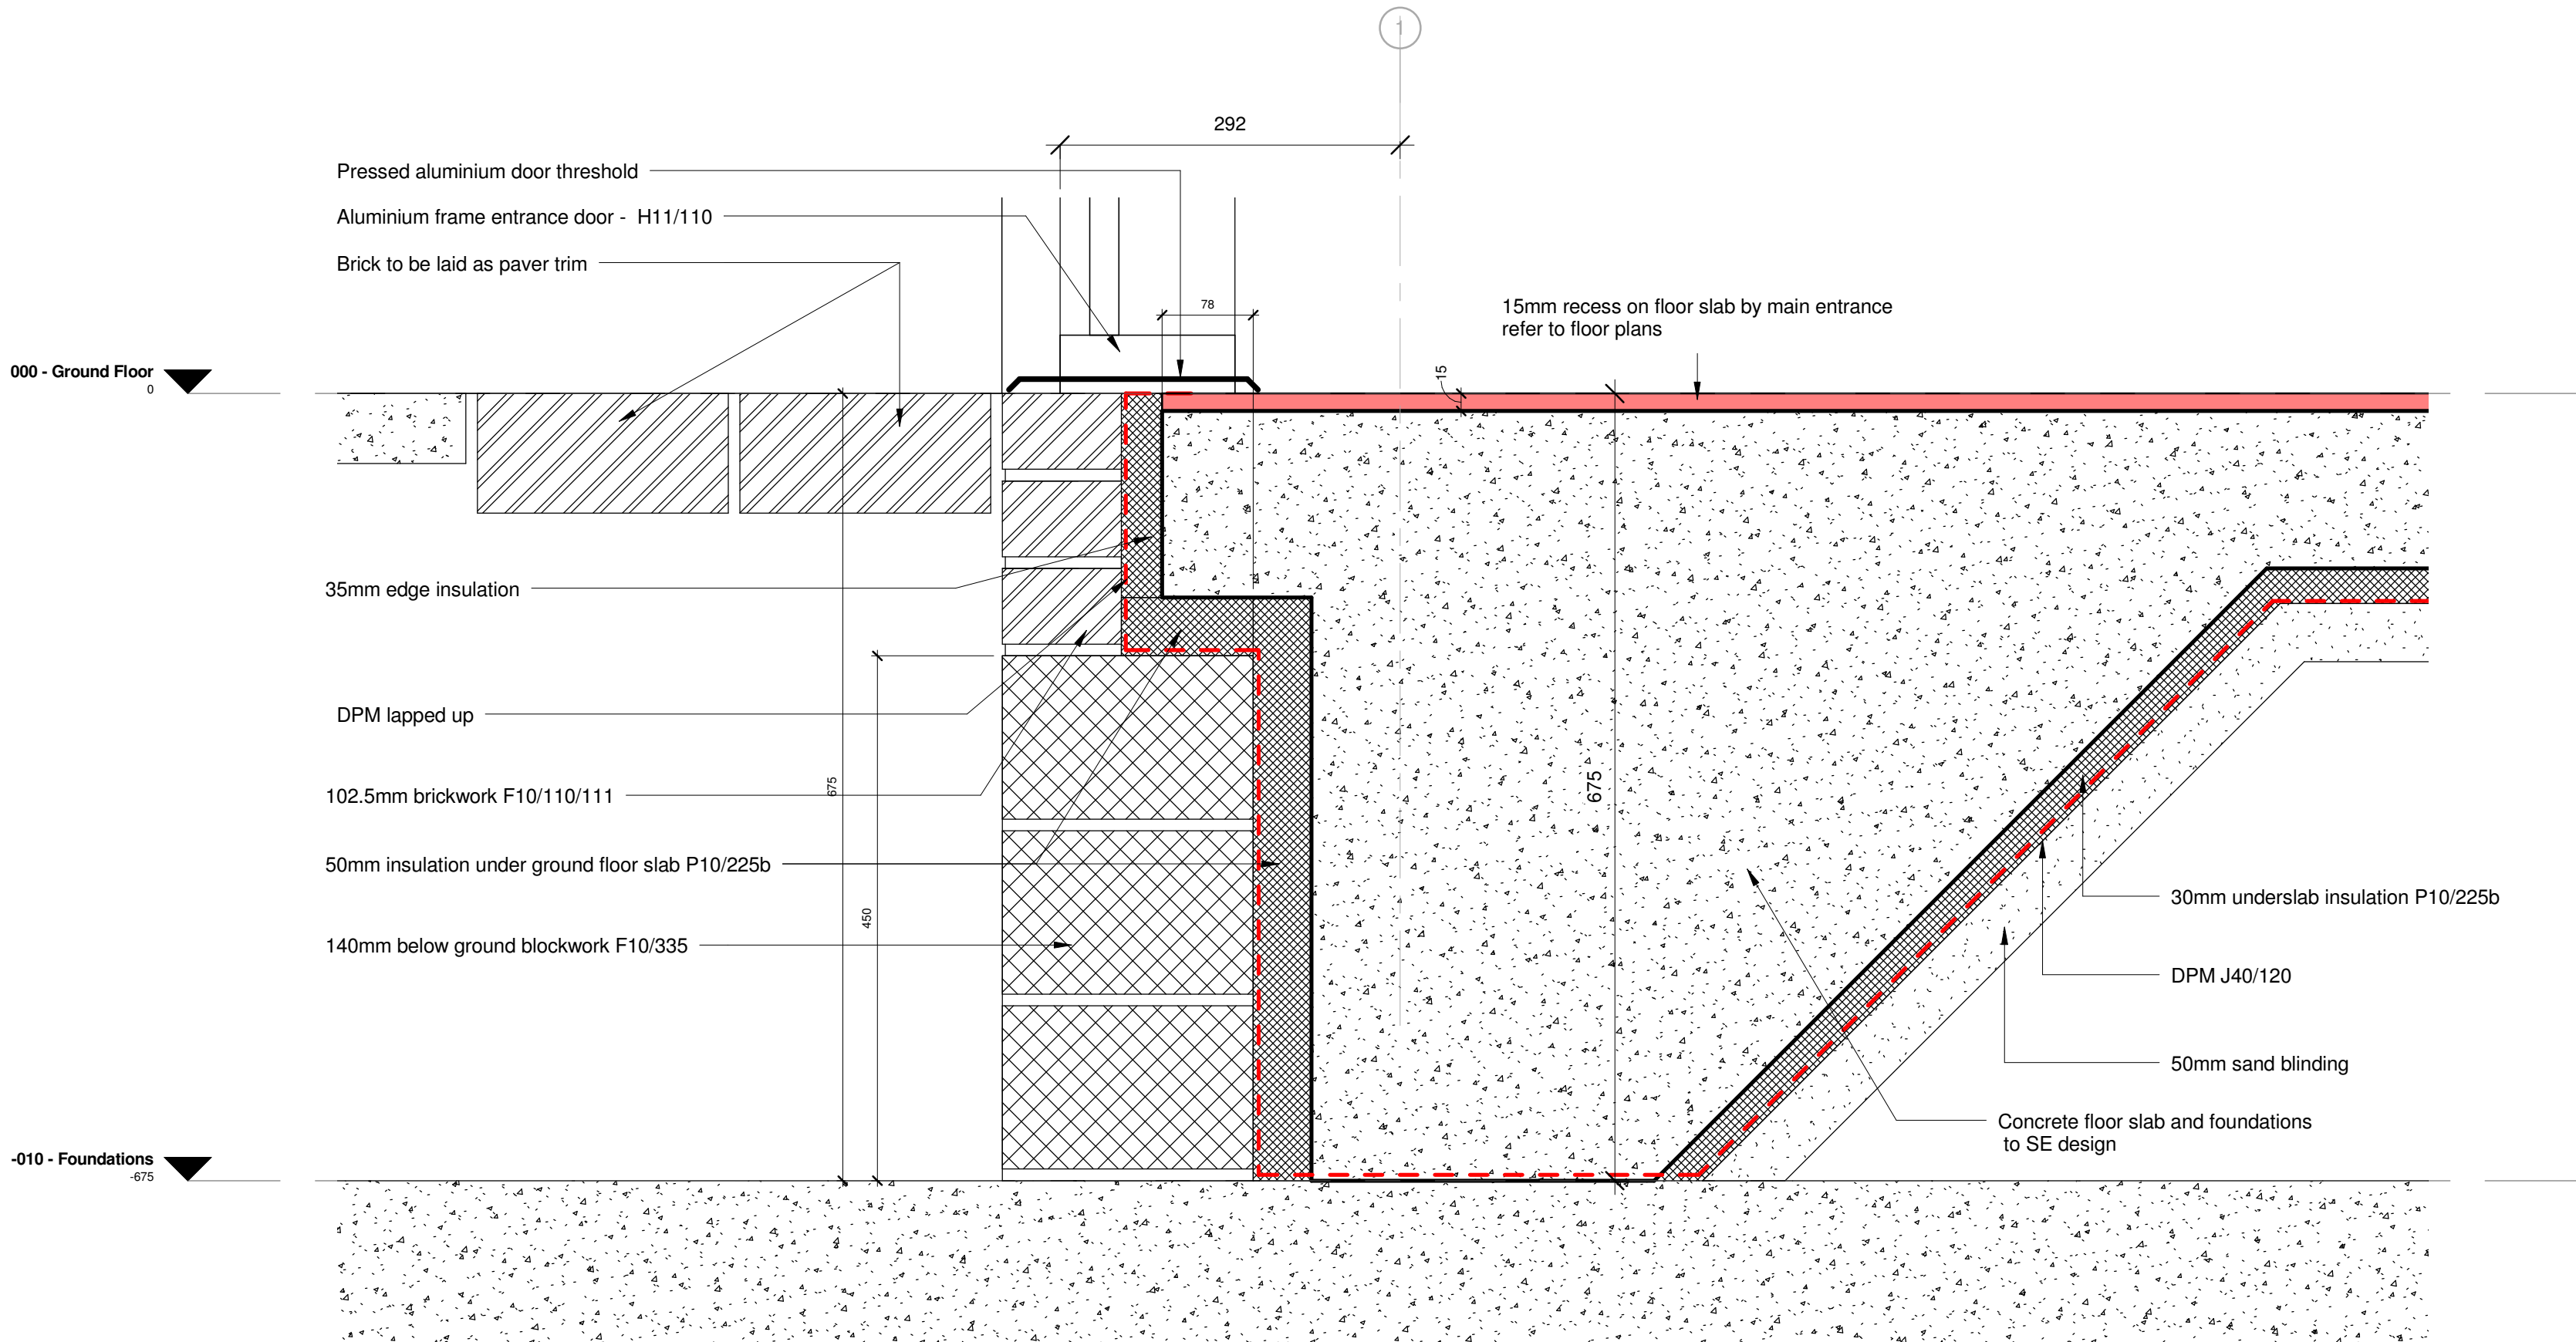 1
292
Pressed aluminium door threshold
Aluminium frame entrance door -  H11/110
Brick to be laid as paver trim
78
15mm recess on floor slab by main entrance
refer to floor plans
000 - Ground Floor
0
15
35mm edge insulation
DPM lapped up
675
675
102.5mm brickwork F10/110/111
50mm insulation under ground floor slab P10/225b
450
140mm below ground blockwork F10/335
30mm underslab insulation P10/225b
DPM J40/120
50mm sand blinding
Concrete floor slab and foundations
to SE design
-010 - Foundations
-675